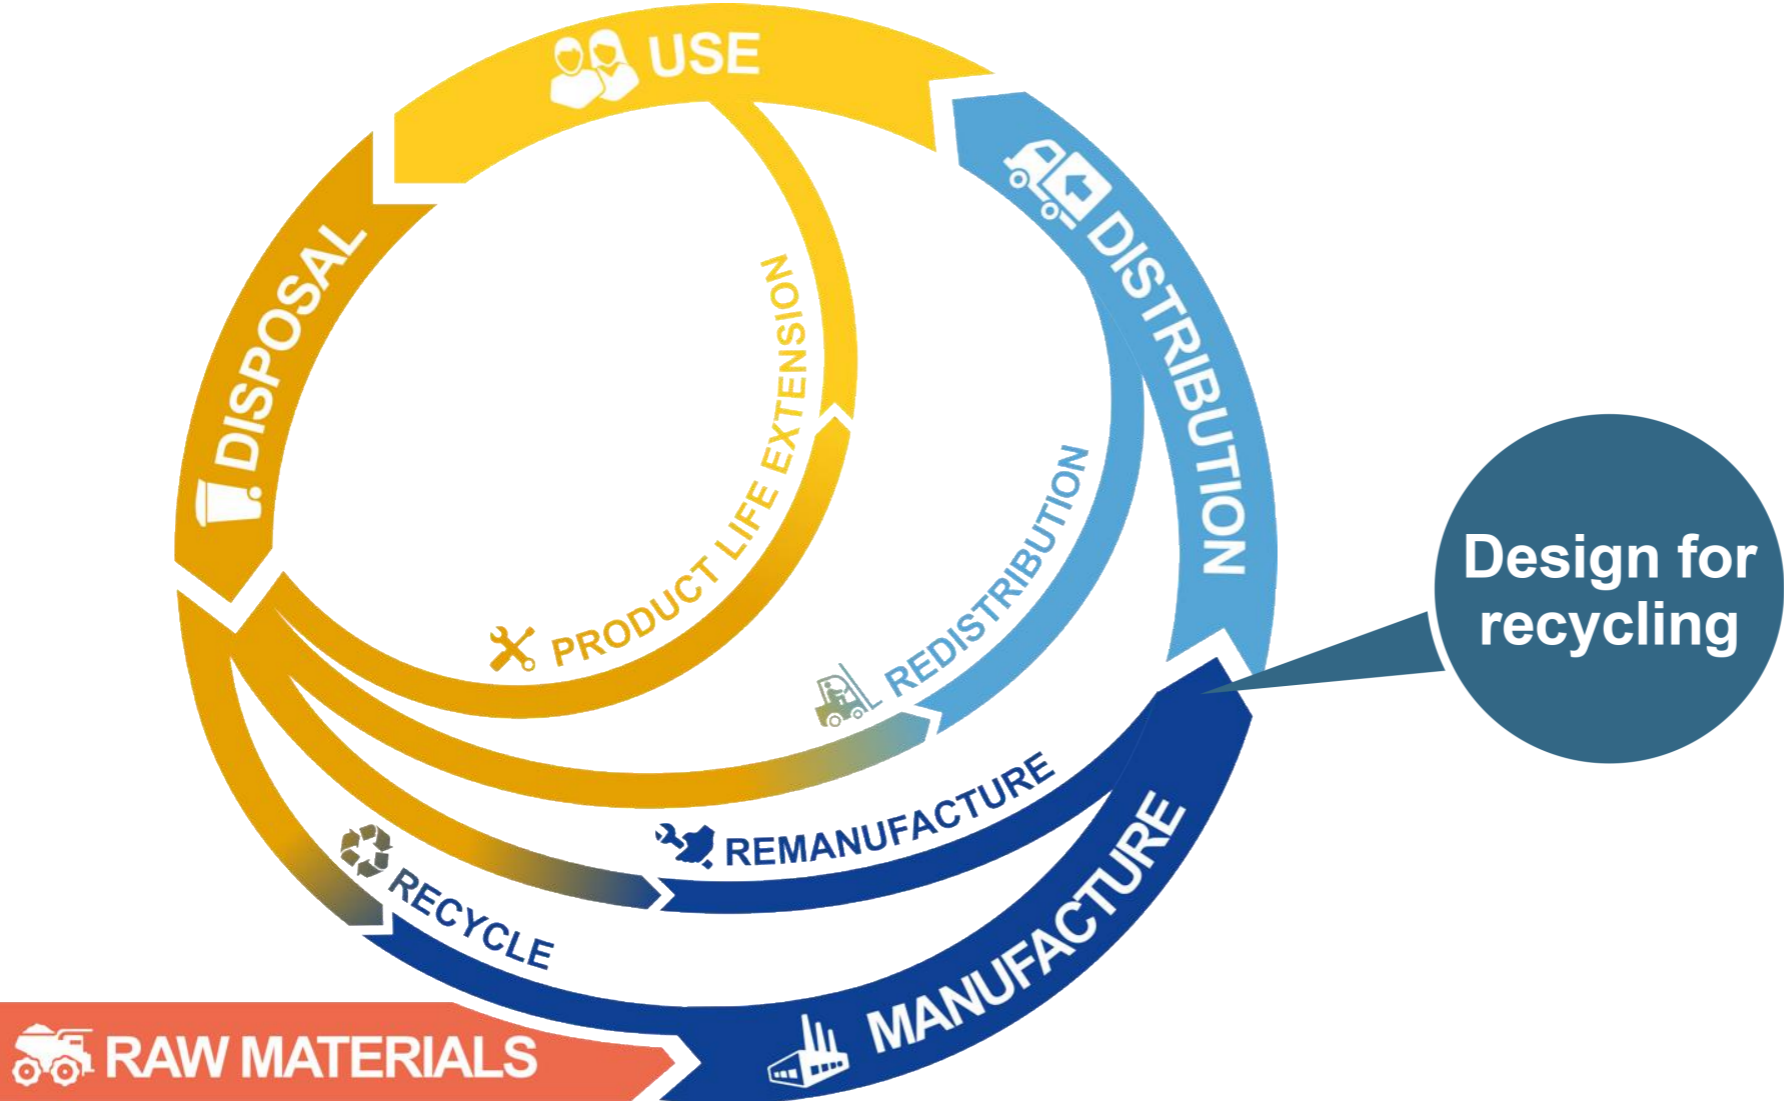 USE
DISTRIBUTION
DISPOSAL
PRODUCT LIFE EXTENSION
REDISTRIBUTION
Design for
recycling
REMANUFACTURE
RECYCLE
MANUFACTURE
RAW MATERIALS